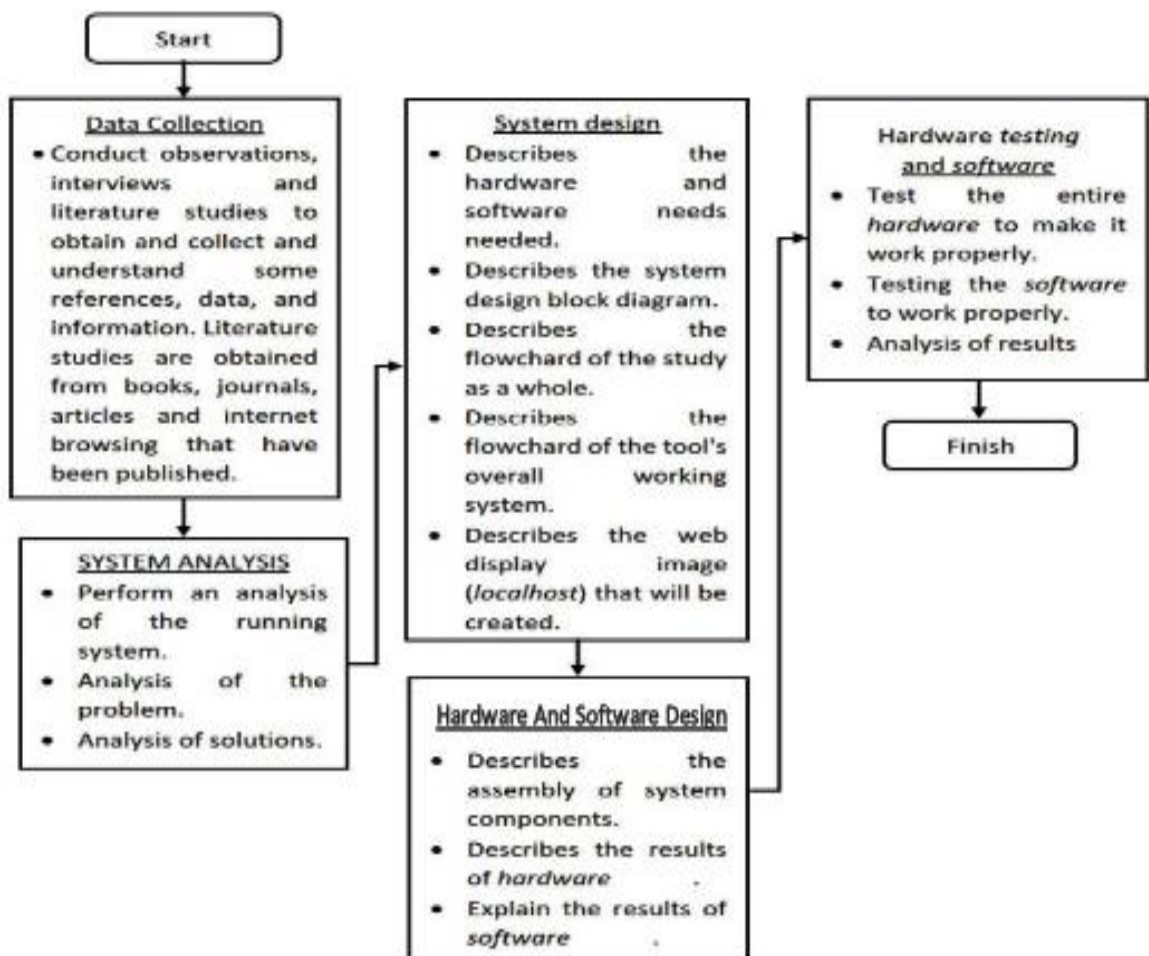 Start
Data Collection
• Conduct observations,
interviews and
literature studies to
obtain and collect and
understand some
references, data, and
information. Literature
studies are obtained
from books, journals,
articles and internet
browsing that have
been published.
SYSTEM ANALYSIS
• Perform an analysis
of the running
system.
• Analysis of the
problem.
• Analysis of solutions.
System design
• Describes the
hardware and
software needs
needed.
• Describes the system
design block diagram.
• Describes the
flowchard of the study
as a whole.
• Describes the
flowchard of the tool's
overall working
system.
• Describes the web
display image
(localhost) that will be
created.
Hardware And Software Design
• Describes the
assembly of system
components.
• Describes the results
of hardware .
• Explain the results of
software .
Hardware testing
and software
• Test the entire
hardware to make it
work properly.
• Testing the software
to work properly.
• Analysis of results
Finish